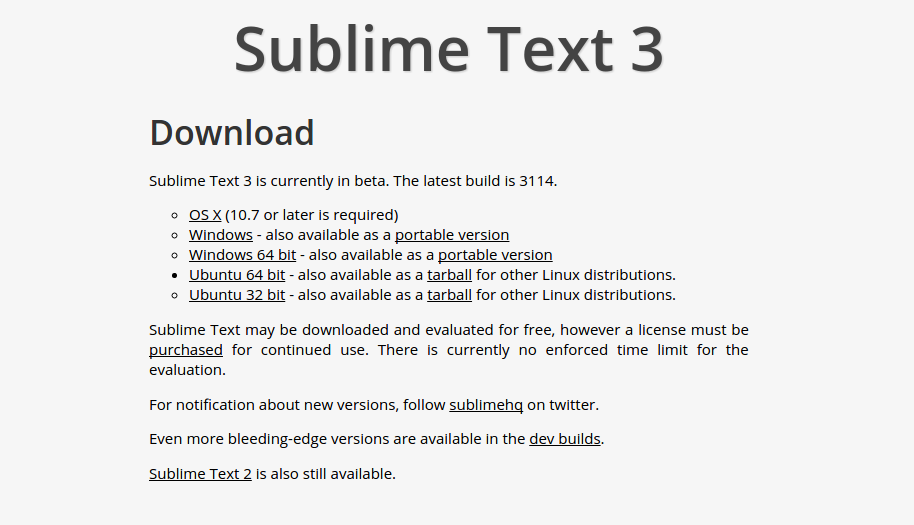 Sublime Text 3
Download
Sublime Text 3 is currently in beta. The latest build is 3114.
OS X (10.7 or later is required)
Windows - also available as a portable version
Windows 64 bit - also available as a portable version
Ubuntu 64 bit - also available as a tarball for other Linux distributions.
Ubuntu 32 bit - also available as a tarball for other Linux distributions.
Sublime Text may be downloaded and evaluated for free, however a license must be
purchased for continued use. There is currently no enforced time limit for the
evaluation.
For notification about new versions, follow sublimehq on twitter.
Even more bleeding-edge versions are available in the dev builds.
Sublime Text 2 is also still available.